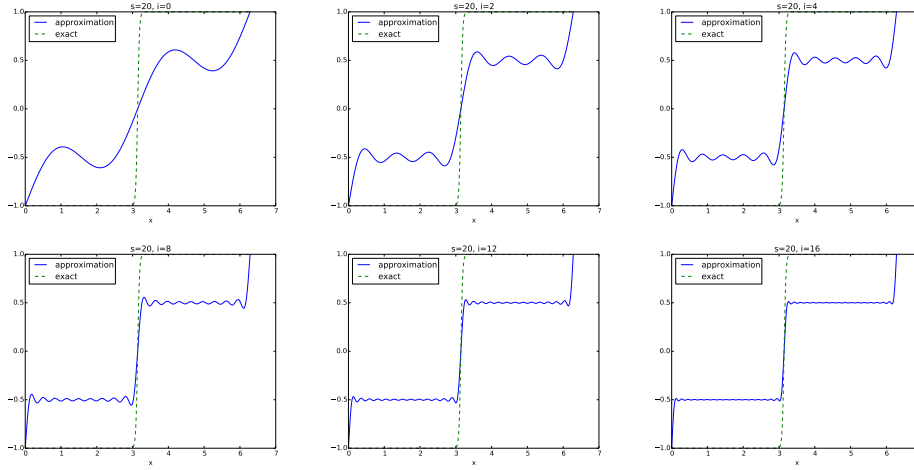 s=20, i=0
approximation
exact
1.0
0.5
0.0
−0.5
−1.0
0 1 2 3 4 5 6 7
x
s=20, i=2
approximation
exact
1.0
0.5
0.0
−0.5
−1.0
0 1 2 3 4 5 6 7
x
s=20, i=4
approximation
exact
1.0
0.5
0.0
−0.5
−1.0
0 1 2 3 4 5 6 7
x
s=20, i=8
approximation
exact
1.0
0.5
0.0
−0.5
−1.0
0 1 2 3 4 5 6 7
x
s=20, i=12
approximation
exact
1.0
0.5
0.0
−0.5
−1.0
0 1 2 3 4 5 6 7
x
s=20, i=16
approximation
exact
1.0
0.5
0.0
−0.5
−1.0
0 1 2 3 4 5 6 7
x